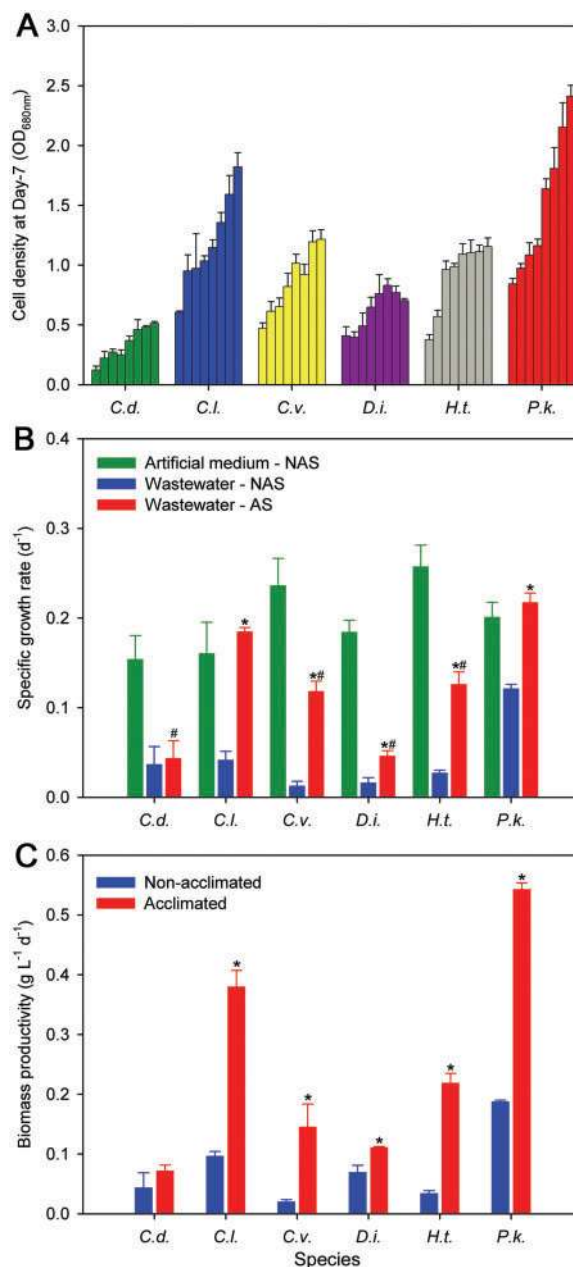 A
Cell density at Day-7 (OD680nm)
3.0
2.5
2.0
1.5
1.0
0.5
0.0
C.d. C.l. C.v. D.i. H.t. P.k.
B
Specific growth rate (d-1)
0.4
0.3
0.2
0.1
0.0
Artificial medium - NAS
Wastewater - NAS
Wastewater - AS
# * *# *# *# *
C.d. C.l. C.v. D.i. H.t. P.k.
C
Biomass productivity (g L-1 d-1)
0.6
0.5
0.4
0.3
0.2
0.1
0.0
Non-acclimated
Acclimated
* * * * *
C.d. C.l. C.v. D.i. H.t. P.k.
Species